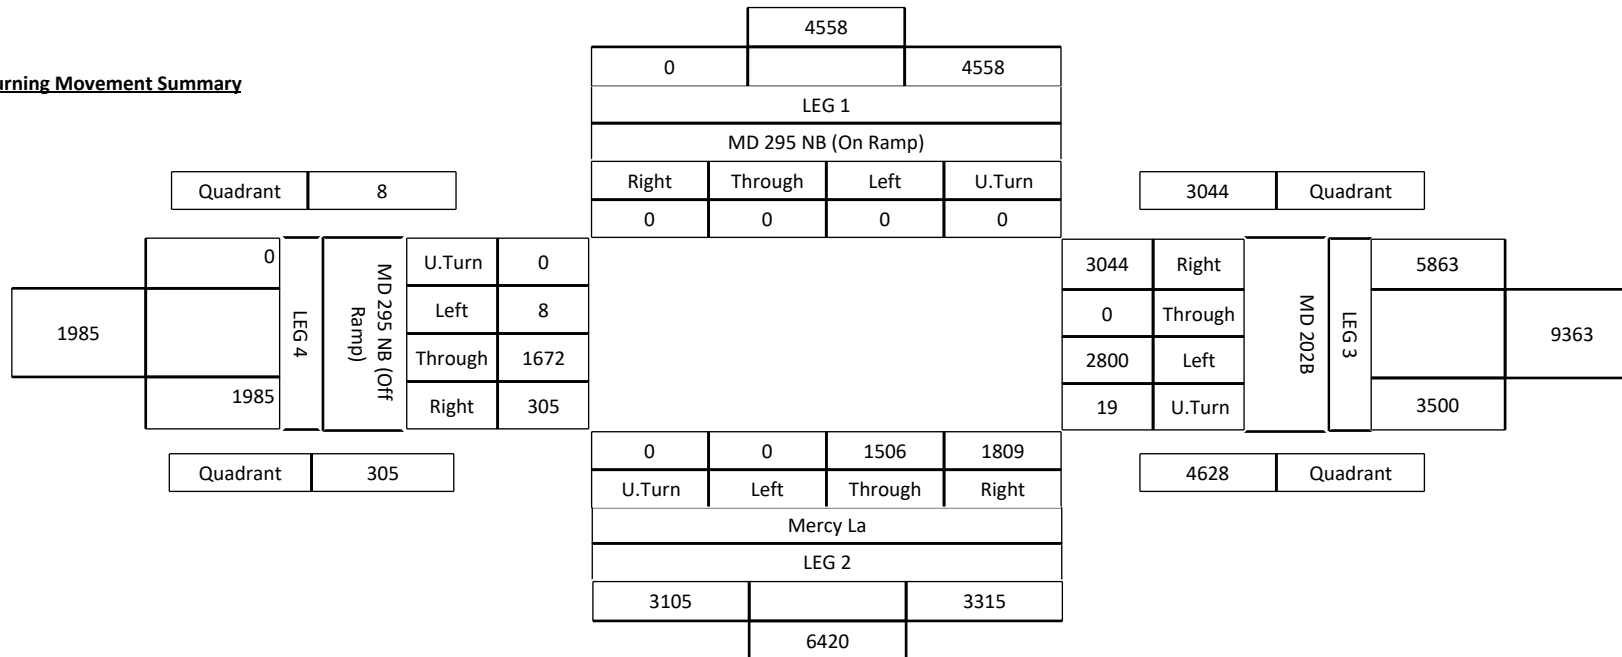 4558
0 4558
urning Movement Summary
LEG 1
MD 295 NB (On Ramp)
Right Through Left U.Turn
0 0 0 0
Quadrant 8
3044 Quadrant
0
1985
1985
LEG 4
MD 295 NB (Off
Ramp)
U.Turn 0
Left 8
Through 1672
Right 305
3044 Right
0 Through
2800 Left
19 U.Turn
MD 202B
LEG 3
5863
9363
3500
Quadrant 305
4628 Quadrant
0 0 1506 1809
U.Turn Left Through Right
Mercy La
LEG 2
3105 3315
6420